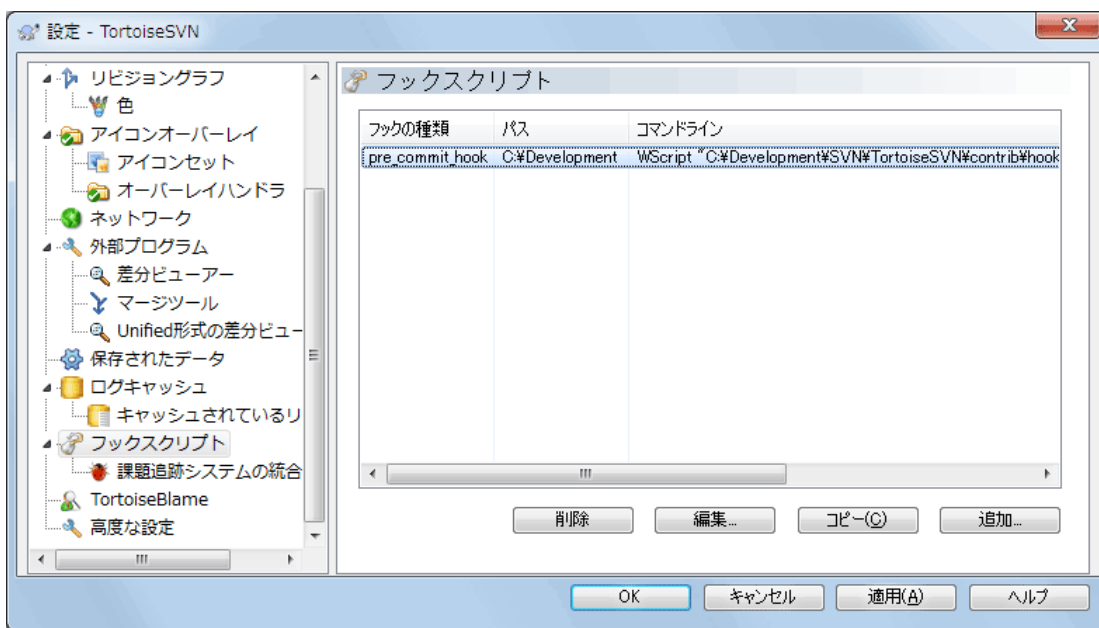 設定 - TortoiseSVN
リビジョングラフ
色
アイコンオーバーレイ
アイコンセット
オーバーレイハンドラ
ネットワーク
外部プログラム
差分ビューアー
マージツール
Unified形式の差分ビュー
保存されたデータ
ログキャッシュ
キャッシュされているリ
フックスクリプト
課題追跡システムの統合
TortoiseBlame
高度な設定
フックスクリプト
フックの種類 パス コマンドライン
pre_commit_hook C:¥Development WScript "C:¥Development¥SVN¥TortoiseSVN¥contrib¥hook
削除 編集... コピー(C) 追加...
OK キャンセル 適用(A) ヘルプ